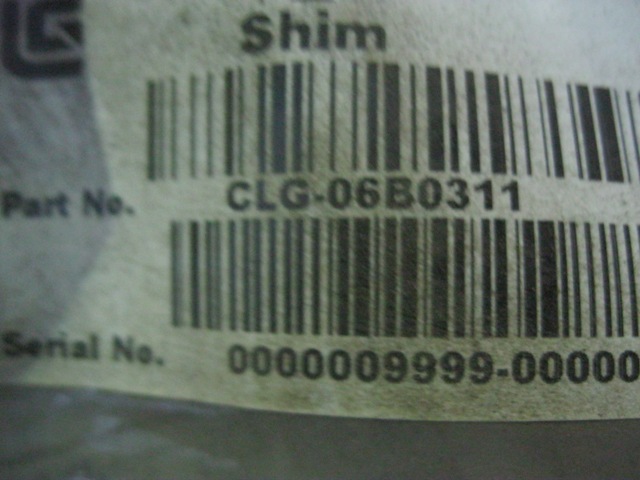 Shim
Part No. CLG-06B0311
Serial No. 0000009999-00000